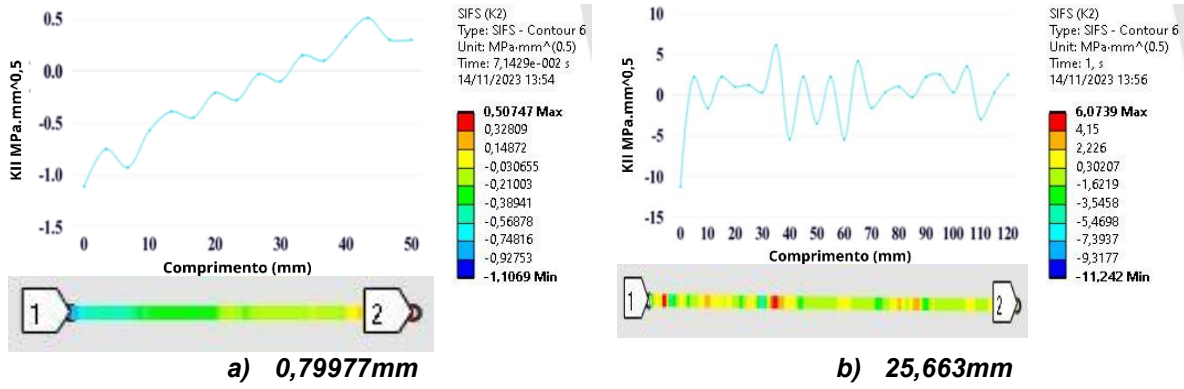 0.5
0.0
-0.5
-1.0
-1.5
KII MPa.mm^0,5
0
10
20
30
40
50
Comprimento (mm)
SIFS (K2)
Type: SIFS - Contour 6
Unit: MPa·mm^(0.5)
Time: 7,1429e-002 s
14/11/2023 13:54
0,50747 Max
0,32809
0,14872
-0,030655
-0,21003
-0,38941
-0,56878
-0,74816
-0,92753
-1,1069 Min
1
2
a) 0,79977mm
10
5
0
-5
-10
-15
KII MPa.mm^0,5
0 10 20 30 40 50 60 70 80 90 100 110 120
Comprimento (mm)
SIFS (K2)
Type: SIFS - Contour 6
Unit: MPa·mm^(0.5)
Time: 1, s
14/11/2023 13:56
6,0739 Max
4,15
2,226
0,30207
-1,6219
-3,5458
-5,4698
-7,3937
-9,3177
-11,242 Min
1
2
b) 25,663mm